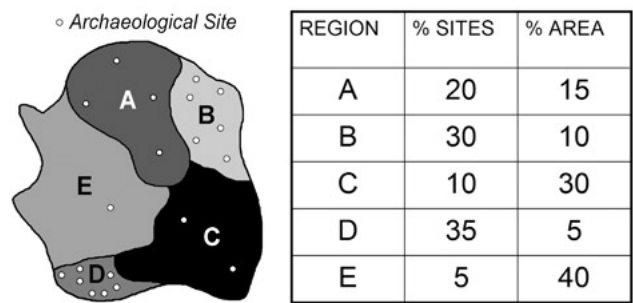 Archaeological Site
A
B
E
C
D
REGION % SITES % AREA
A 20 15
B 30 10
C 10 30
D 35 5
E 5 40